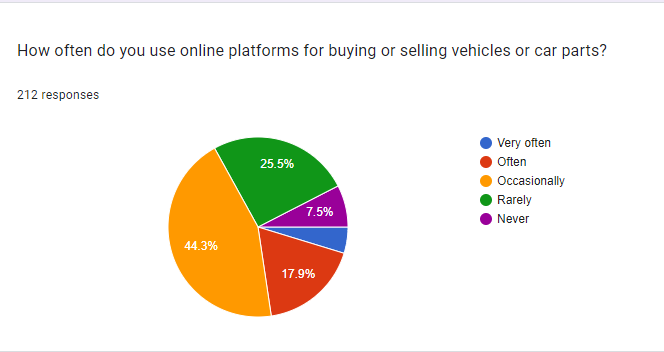 How often do you use online platforms for buying or selling vehicles or car parts?
212 responses
25.5%
7.5%
44.3%
17.9%
Very often
Often
Occasionally
Rarely
Never